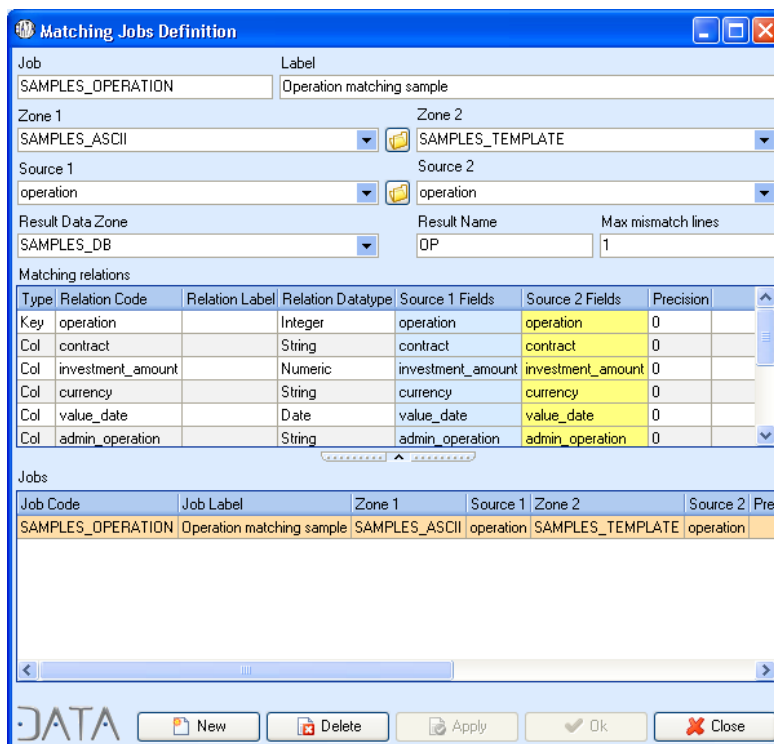 Matching Jobs Definition
Job Label
SAMPLES_OPERATION Operation matching sample
Zone 1 Zone 2
SAMPLES_ASCII SAMPLES_TEMPLATE
Source 1 Source 2
operation operation
Result Data Zone Result Name Max mismatch lines
SAMPLES_DB OP 1
Matching relations
Type Relation Code Relation Label Relation Datatype Source 1 Fields Source 2 Fields Precision
Key operation Integer operation operation 0
Col contract String contract contract 0
Col investment_amount Numeric investment_amount investment_amount 0
Col currency String currency currency 0
Col value_date Date value_date value_date 0
Col admin_operation String admin_operation admin_operation 0
Jobs
Job Code Job Label Zone 1 Source 1 Zone 2 Source 2 Pre
SAMPLES_OPERATION Operation matching sample SAMPLES_ASCII operation SAMPLES_TEMPLATE operation
DATA New Delete Apply Ok Close